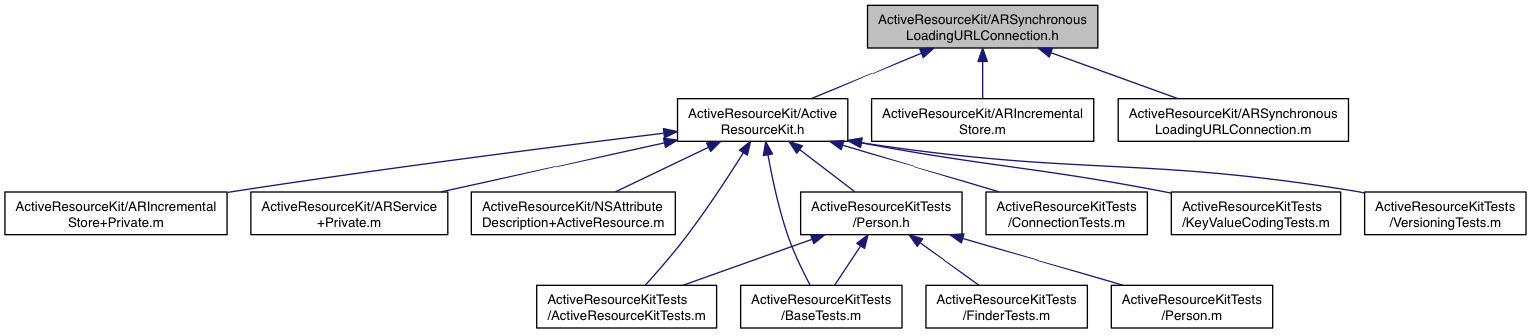 ActiveResourceKit/ARSynchronous
LoadingURLConnection.h
ActiveResourceKit/Active
ResourceKit.h
ActiveResourceKit/ARIncremental
Store.m
ActiveResourceKit/ARSynchronous
LoadingURLConnection.m
ActiveResourceKit/ARIncremental
Store+Private.m
ActiveResourceKit/ARService
+Private.m
ActiveResourceKit/NSAttribute
Description+ActiveResource.m
ActiveResourceKitTests
/Person.h
ActiveResourceKitTests
/ConnectionTests.m
ActiveResourceKitTests
/KeyValueCodingTests.m
ActiveResourceKitTests
/VersioningTests.m
ActiveResourceKitTests
/ActiveResourceKitTests.m
ActiveResourceKitTests
/BaseTests.m
ActiveResourceKitTests
/FinderTests.m
ActiveResourceKitTests
/Person.m